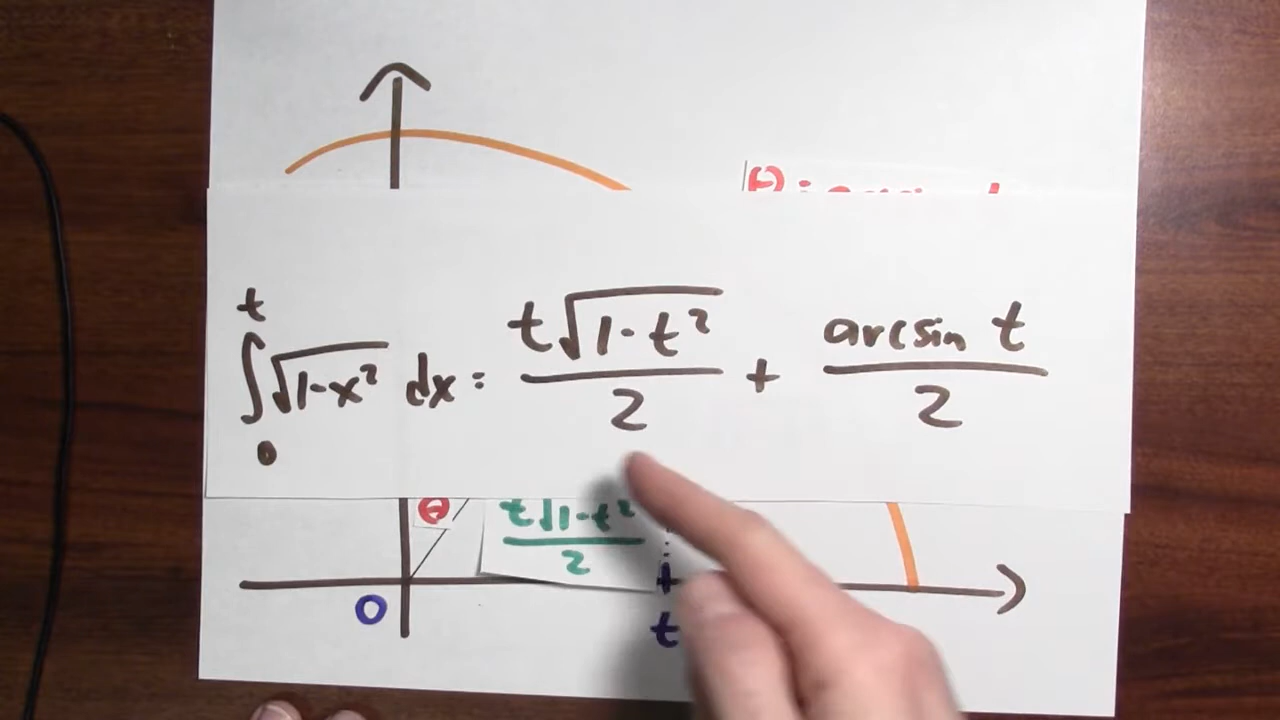 θ
∫₀ᵗ √(1-x²) dx = t√(1-t²)/2 + arcsin t/2
θ
t√(1-t²)/2
0
t